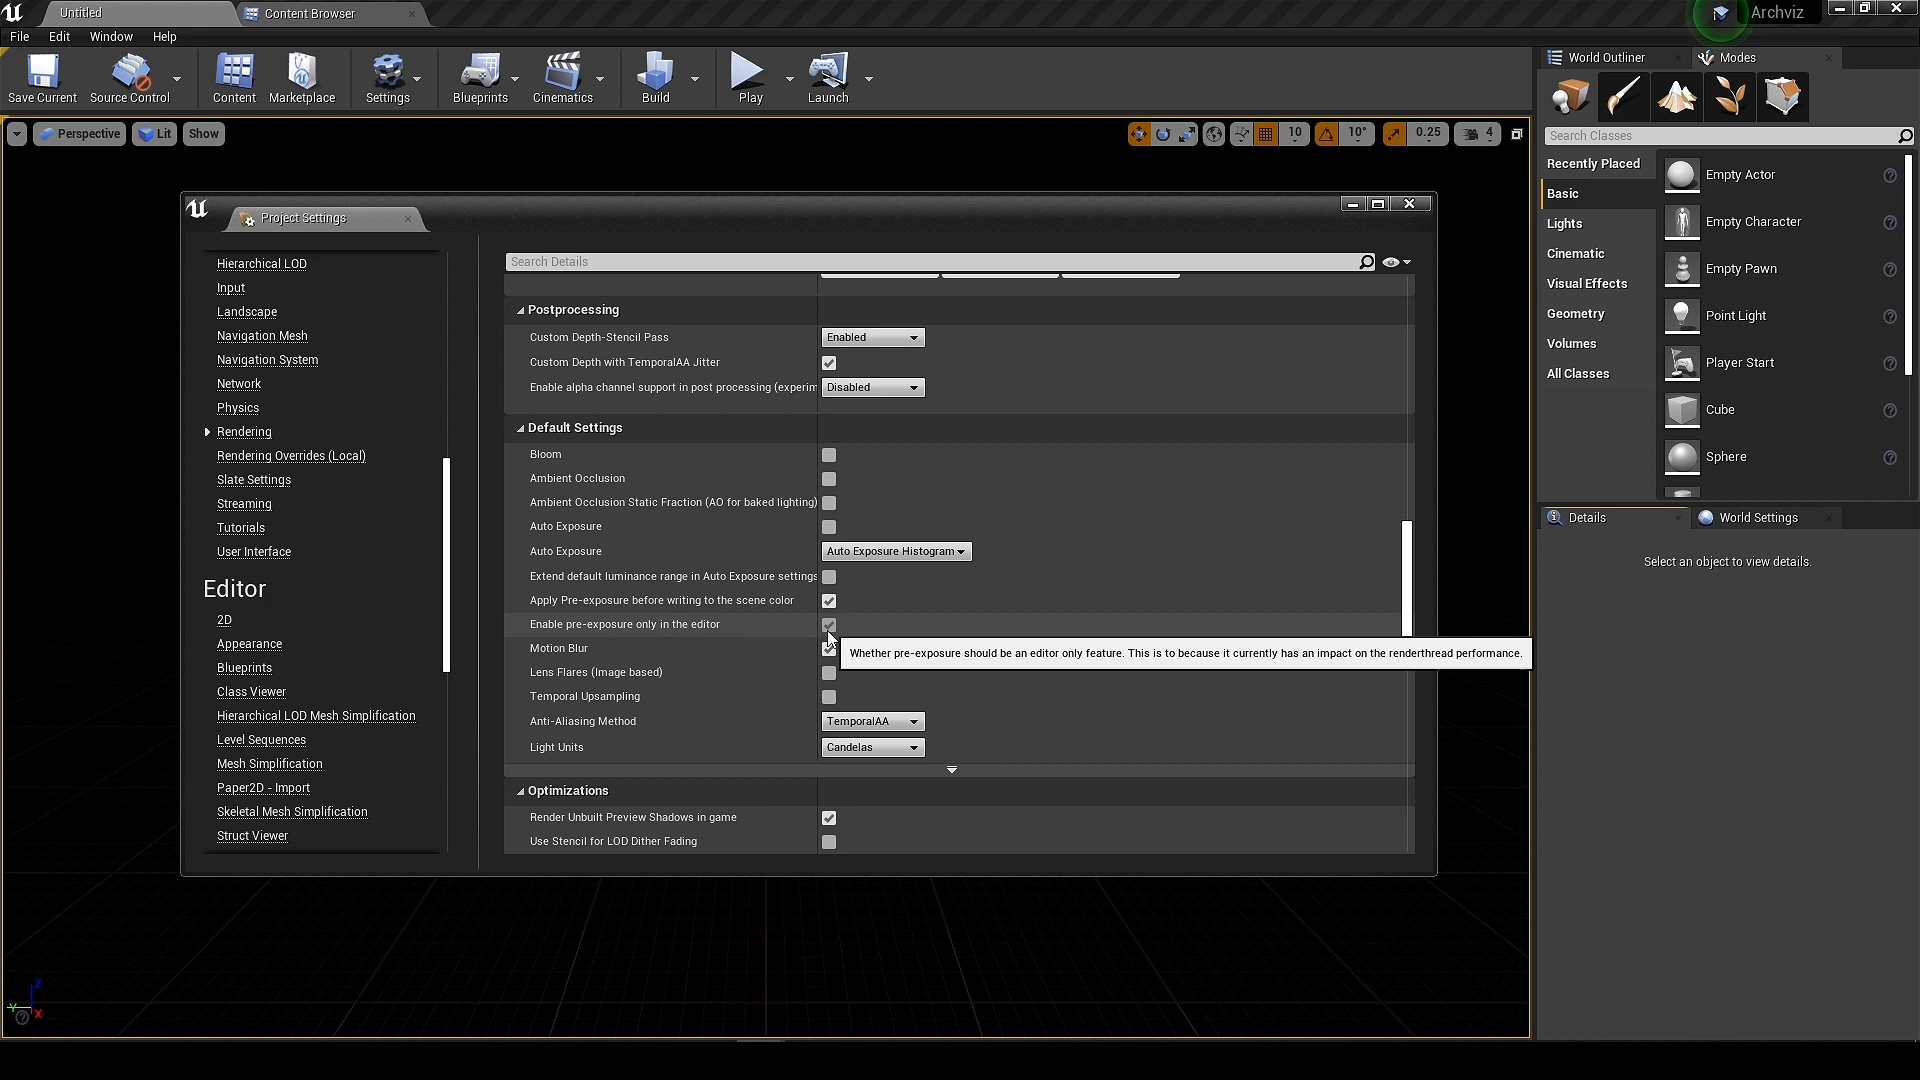 Untitled
Content Browser
Archviz
File Edit Window Help
Save Current
Source Control
Content
Marketplace
Settings
Blueprints
Cinematics
Build
Play
Launch
Perspective
Lit
Show
10
10°
0.25
4
Project Settings
Hierarchical LOD
Input
Landscape
Navigation Mesh
Navigation System
Network
Physics
Rendering
Rendering Overrides (Local)
Slate Settings
Streaming
Tutorials
User Interface
Editor
2D
Appearance
Blueprints
Class Viewer
Hierarchical LOD Mesh Simplification
Level Sequences
Mesh Simplification
Paper2D - Import
Skeletal Mesh Simplification
Struct Viewer
Search Details
Postprocessing
Custom Depth-Stencil Pass Enabled
Custom Depth with TemporalAA Jitter
Enable alpha channel support in post processing (experim Disabled
Default Settings
Bloom
Ambient Occlusion
Ambient Occlusion Static Fraction (AO for baked lighting)
Auto Exposure
Auto Exposure Auto Exposure Histogram
Extend default luminance range in Auto Exposure settings
Apply Pre-exposure before writing to the scene color
Enable pre-exposure only in the editor
Motion Blur
Whether pre-exposure should be an editor only feature. This is to because it currently has an impact on the renderthread performance.
Lens Flares (Image based)
Temporal Upsampling
Anti-Aliasing Method TemporalAA
Light Units Candelas
Optimizations
Render Unbuilt Preview Shadows in game
Use Stencil for LOD Dither Fading
Z
Y
X
World Outliner
Modes
Search Classes
Recently Placed
Basic
Lights
Cinematic
Visual Effects
Geometry
Volumes
All Classes
Empty Actor
Empty Character
Empty Pawn
Point Light
Player Start
Cube
Sphere
Details
World Settings
Select an object to view details.